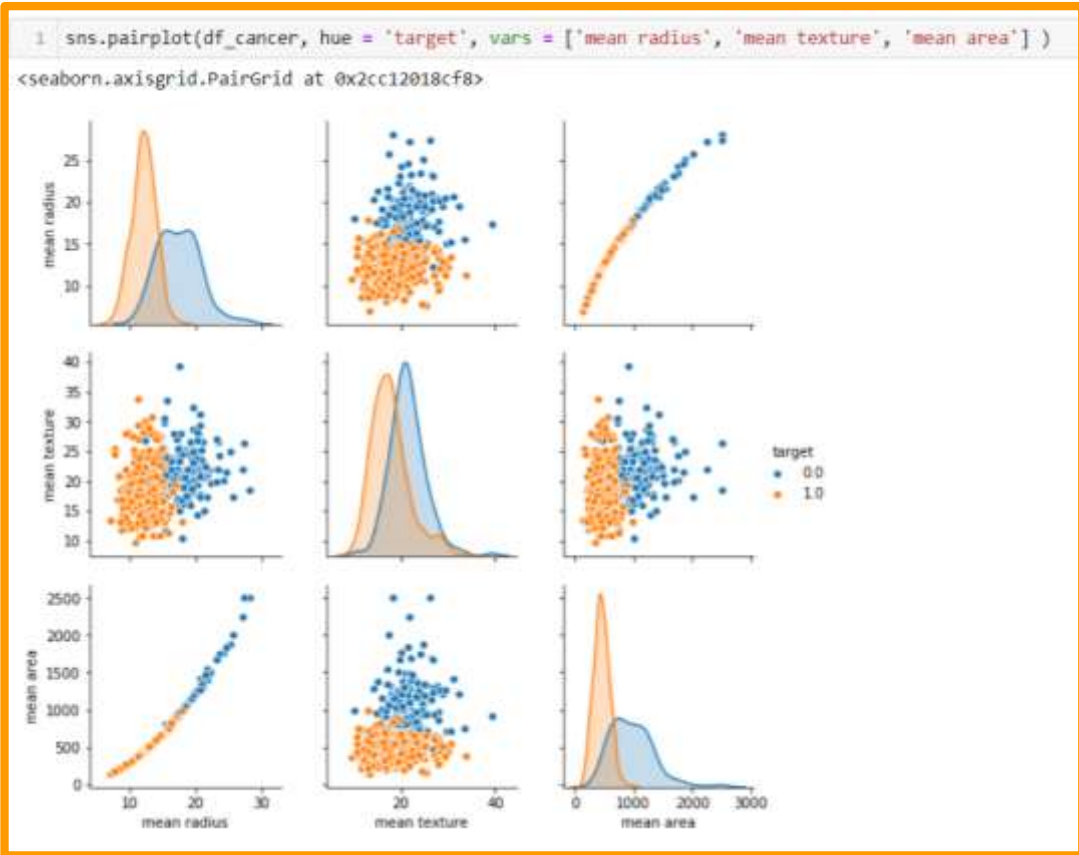 1 sns.pairplot(df_cancer, hue = 'target', vars = ['mean radius', 'mean texture', 'mean area'] )
<seaborn.axisgrid.PairGrid at 0x2cc12018cf8>
mean radius
25
20
15
10
mean texture
40
35
30
25
20
15
10
target
0.0
1.0
mean area
2500
2000
1500
1000
500
0
10 20 30
mean radius
20 40
mean texture
0 1000 2000 3000
mean area